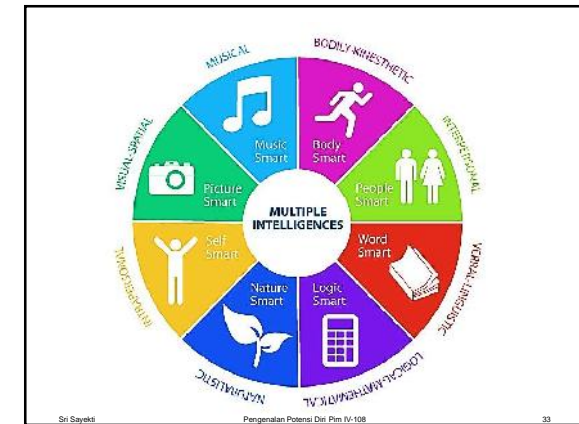 MUSICAL
BODILY-KINESTHETIC
INTERPERSONAL
VERBAL-LINGUISTIC
LOGICAL-MATHEMATICAL
NATURALISTIC
INTRAPERSONAL
VISUAL-SPATIAL
Music
Smart
Body
Smart
People
Smart
Word
Smart
Logic
Smart
Nature
Smart
Self
Smart
Picture
Smart
MULTIPLE
INTELLIGENCES
Sri Sayekti
Pengenalan Potensi Diri Pim IV-108
33